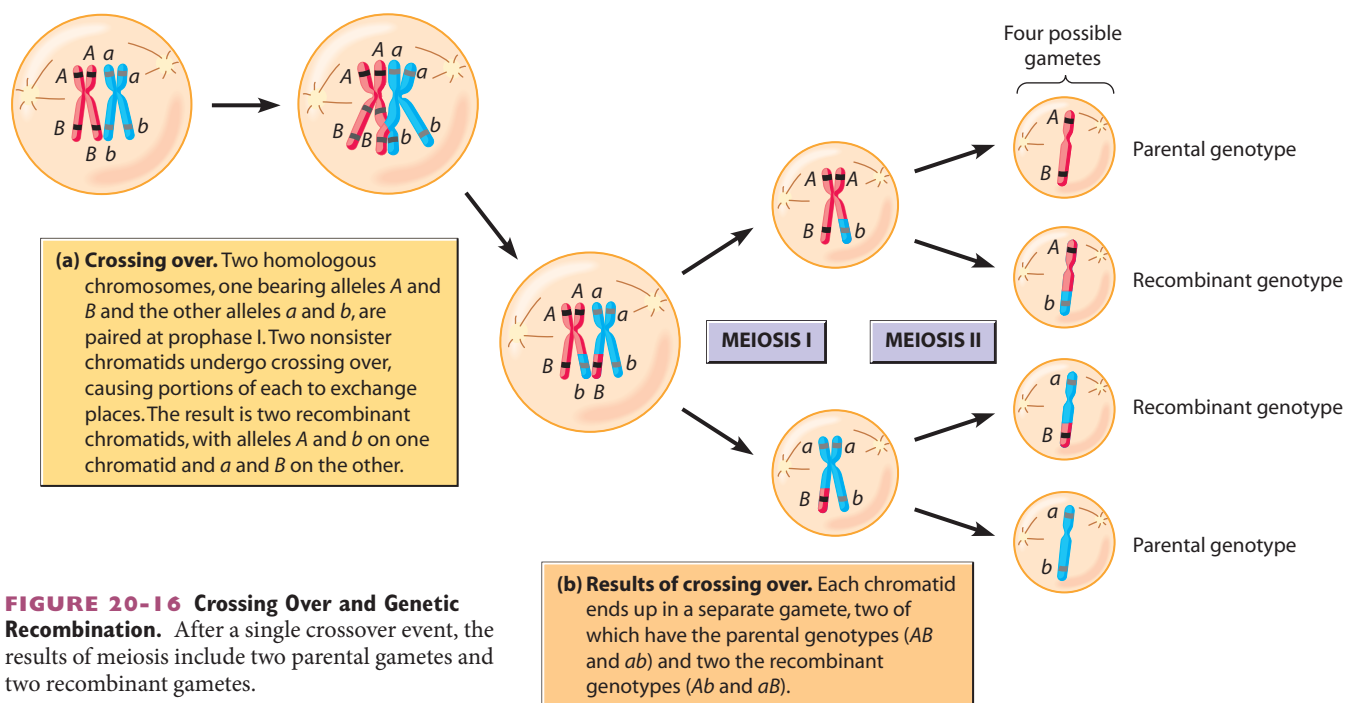 A a
A a
B b
B b
A a
A a
B B b b
Four possible
gametes
A
B
Parental genotype
A A
B b
A
b
Recombinant genotype
(a) Crossing over. Two homologous
chromosomes, one bearing alleles A and
B and the other alleles a and b, are
paired at prophase I. Two nonsister
chromatids undergo crossing over,
causing portions of each to exchange
places. The result is two recombinant
chromatids, with alleles A and b on one
chromatid and a and B on the other.
A a
A a
B b
b B
MEIOSIS I
MEIOSIS II
a
B
Recombinant genotype
a a
B b
a
b
Parental genotype
FIGURE 20-16 Crossing Over and Genetic
Recombination. After a single crossover event, the
results of meiosis include two parental gametes and
two recombinant gametes.
(b) Results of crossing over. Each chromatid
ends up in a separate gamete, two of
which have the parental genotypes (AB
and ab) and two the recombinant
genotypes (Ab and aB).